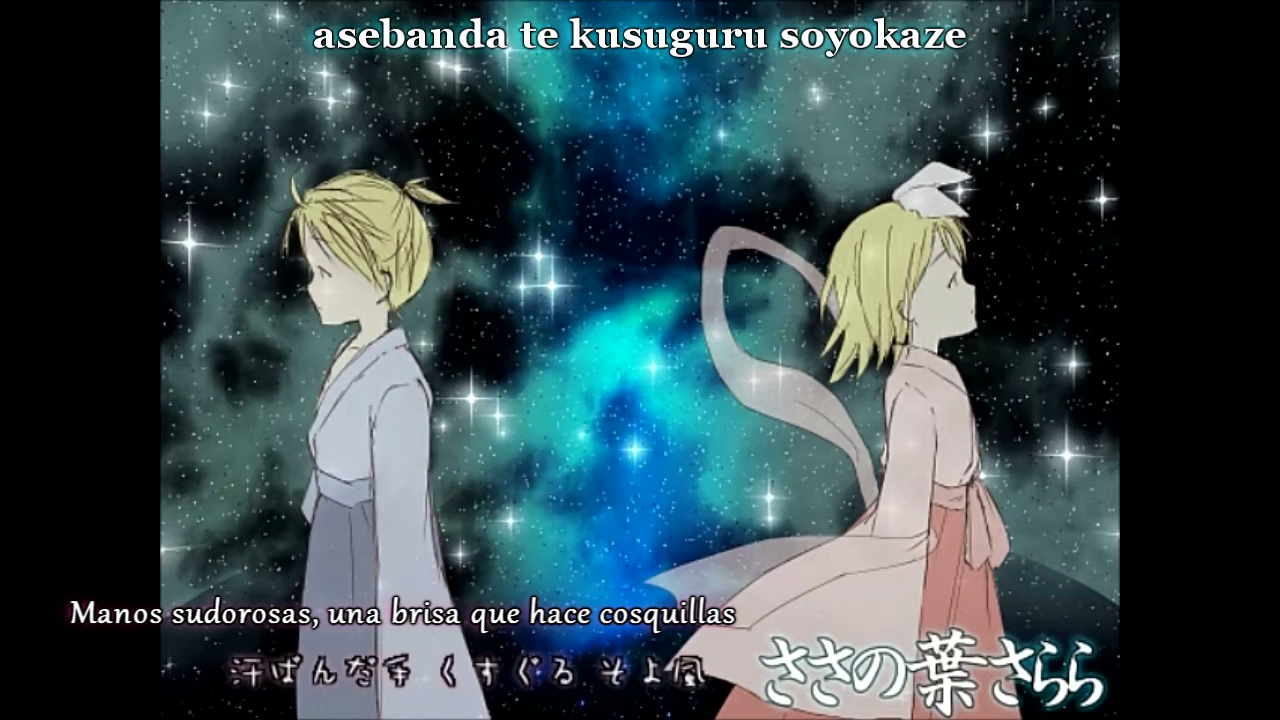 asebanda te kusuguru soyokaze
Manos sudorosas, una brisa que hace cosquillas
汗ばんだ手 くすぐる そよ風
ささの葉さらら